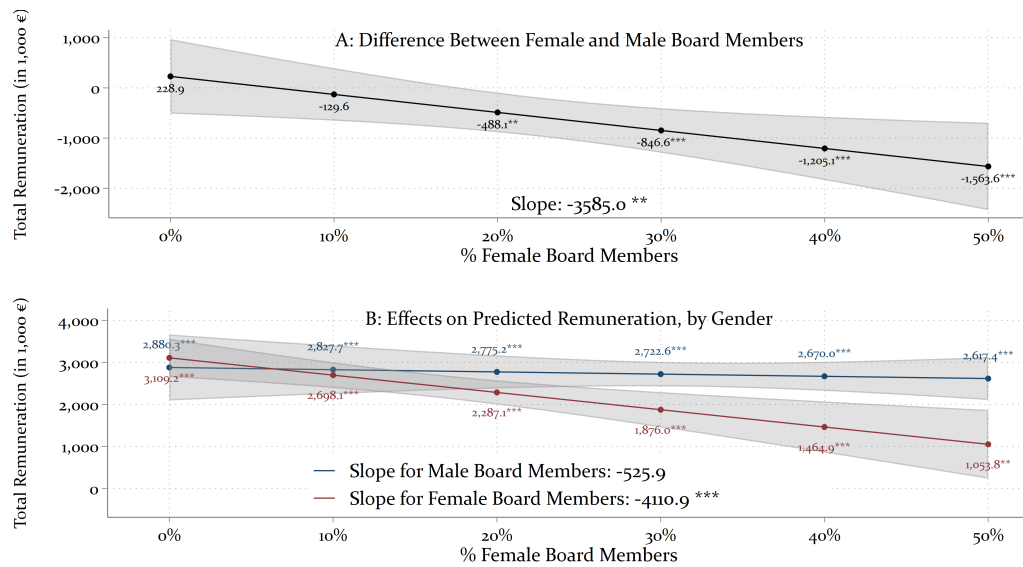 A: Difference Between Female and Male Board Members
Total Remuneration (in 1,000 €)
1,000
0
-1,000
-2,000
228.9
-129.6
-488.1**
-846.6***
-1,205.1***
-1,563.6***
Slope: -3585.0 **
0% 10% 20% 30% 40% 50%
% Female Board Members
B: Effects on Predicted Remuneration, by Gender
Total Remuneration (in 1,000 €)
4,000
3,000
2,000
1,000
0
2,880.3*** 2,827.7*** 2,775.2*** 2,722.6*** 2,670.0*** 2,617.4***
3,109.2*** 2,698.1*** 2,287.1*** 1,876.0*** 1,464.9*** 1,053.8**
Slope for Male Board Members: -525.9
Slope for Female Board Members: -4110.9 ***
0% 10% 20% 30% 40% 50%
% Female Board Members